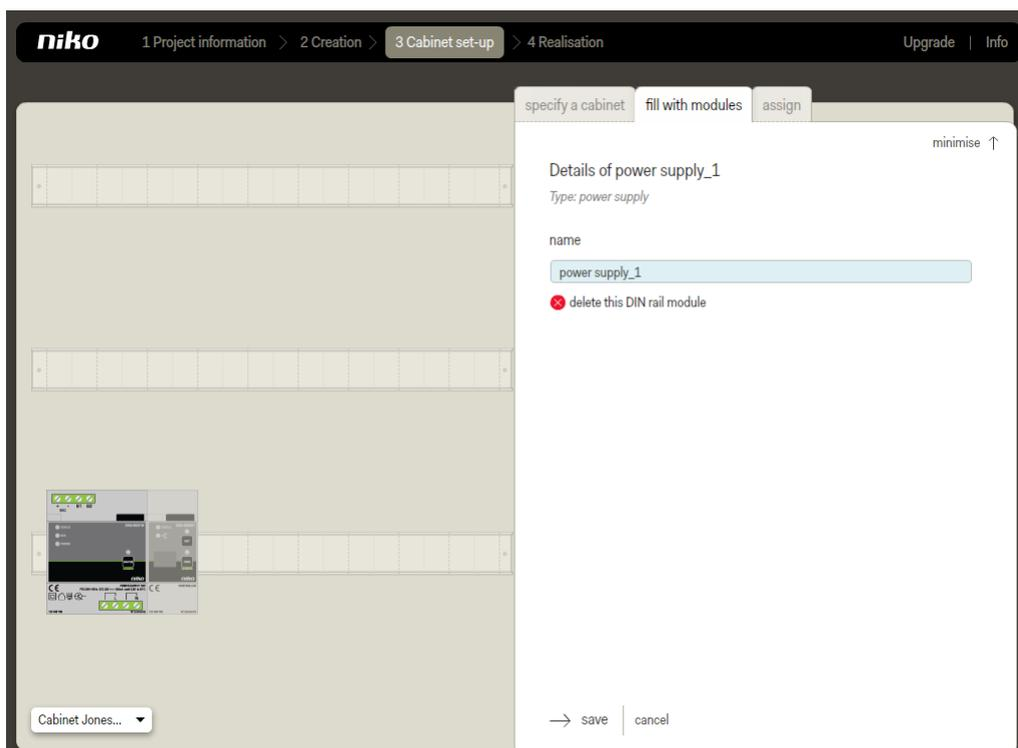 niko
1 Project information
2 Creation
3 Cabinet set-up
4 Realisation
Upgrade | Info
specify a cabinet
fill with modules
assign
minimise
Details of power supply_1
Type: power supply
name
power supply_1
delete this DIN rail module
niko
niko
Cabinet Jones...
save
cancel